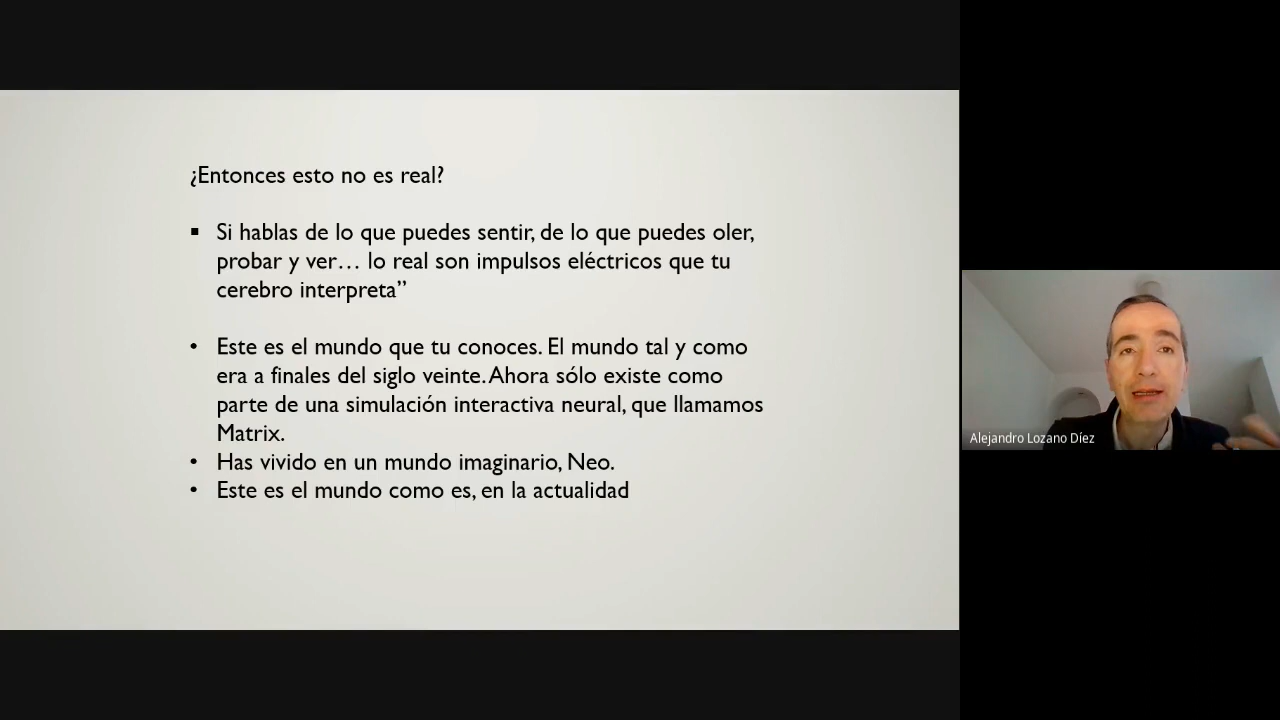 ¿Entonces esto no es real?
▪ Si hablas de lo que puedes sentir, de lo que puedes oler,
probar y ver… lo real son impulsos eléctricos que tu
cerebro interpreta”
• Este es el mundo que tu conoces. El mundo tal y como
era a finales del siglo veinte. Ahora sólo existe como
parte de una simulación interactiva neural, que llamamos
Matrix.
• Has vivido en un mundo imaginario, Neo.
• Este es el mundo como es, en la actualidad
Alejandro Lozano Díez